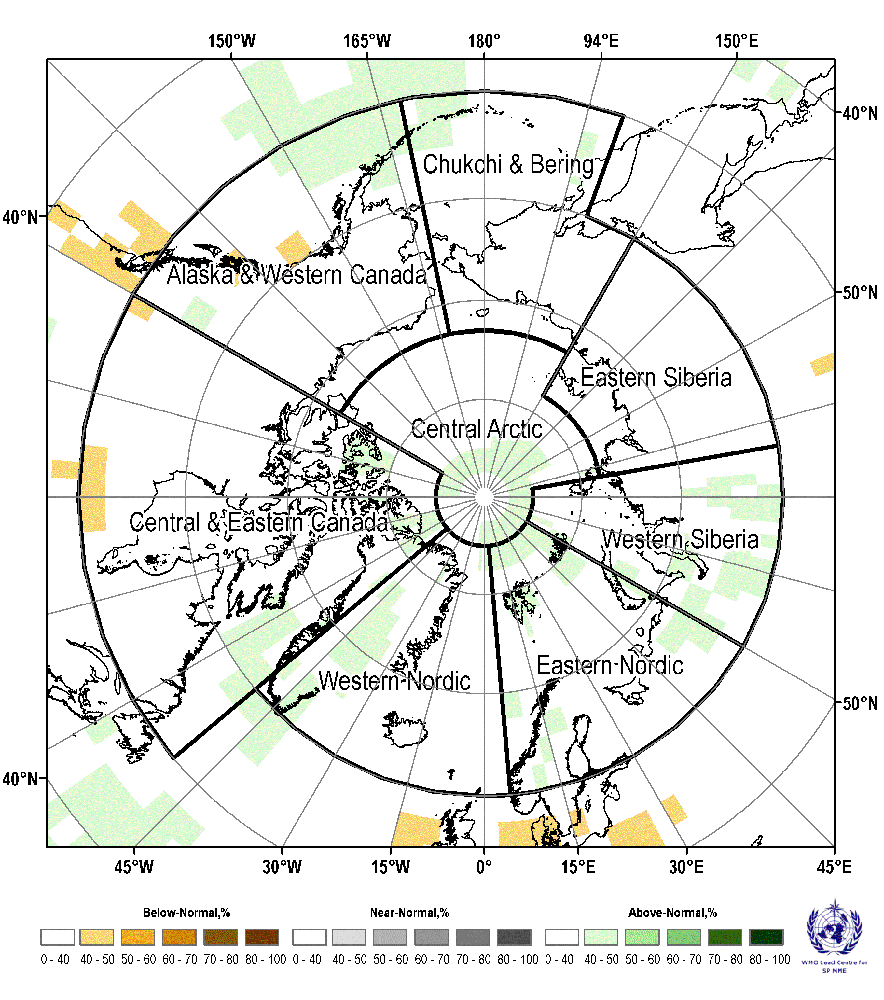 150°W 165°W 180° 94°E 150°E
40°N
Chukchi & Bering
40°N
Alaska & Western Canada
50°N
Eastern Siberia
Central Arctic
Central & Eastern Canada
Western Siberia
Eastern Nordic
Western Nordic
50°N
40°N
45°W 30°W 15°W 0° 15°E 30°E 45°E
Below-Normal,% Near-Normal,% Above-Normal,%
0 - 40 40 - 50 50 - 60 60 - 70 70 - 80 80 - 100 0 - 40 40 - 50 50 - 60 60 - 70 70 - 80 80 - 100 0 - 40 40 - 50 50 - 60 60 - 70 70 - 80 80 - 100
WMO Lead Centre for
SP MME